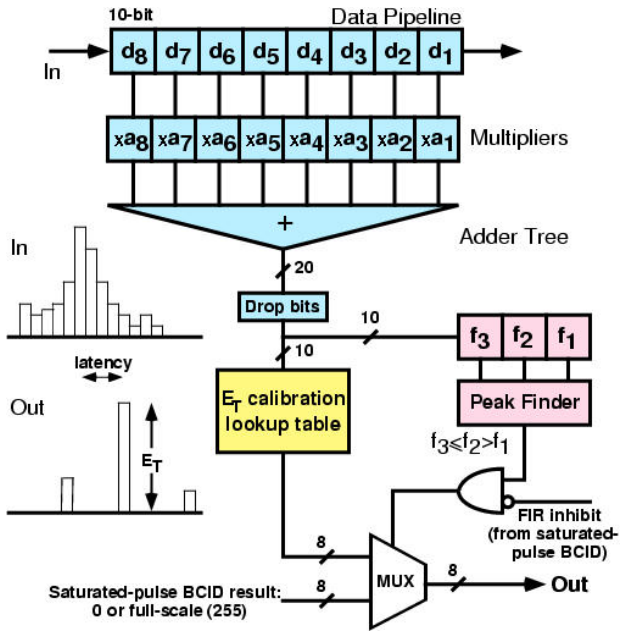 10-bit
Data Pipeline
In
d8 d7 d6 d5 d4 d3 d2 d1
xa8 xa7 xa6 xa5 xa4 xa3 xa2 xa1
Multipliers
+
Adder Tree
In
20
Drop bits
10
10
f3 f2 f1
latency
ET calibration
lookup table
Peak Finder
Out
f3≤f2>f1
ET
FIR inhibit
(from saturated-
pulse BCID)
8
MUX
8
Out
Saturated-pulse BCID result:
0 or full-scale (255)
8